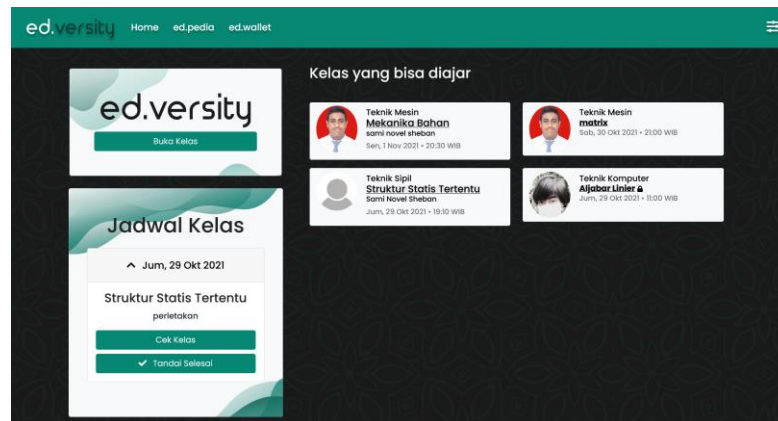 ed.versity Home ed.pedia ed.wallet
ed.versity
Buka Kelas
Jadwal Kelas
Jum, 29 Okt 2021
Struktur Statis Tertentu
perletakan
Cek Kelas
Tandai Selesai
Kelas yang bisa diajar
Teknik Mesin
Mekanika Bahan
sami novel sheban
Sen, 1 Nov 2021 • 20:30 WIB
Teknik Mesin
matrix
Sab, 30 Okt 2021 • 21:00 WIB
Teknik Sipil
Struktur Statis Tertentu
Sami Novel Sheban
Jum, 29 Okt 2021 • 19:10 WIB
Teknik Komputer
Aljabar Linier
Jum, 29 Okt 2021 • 11:00 WIB